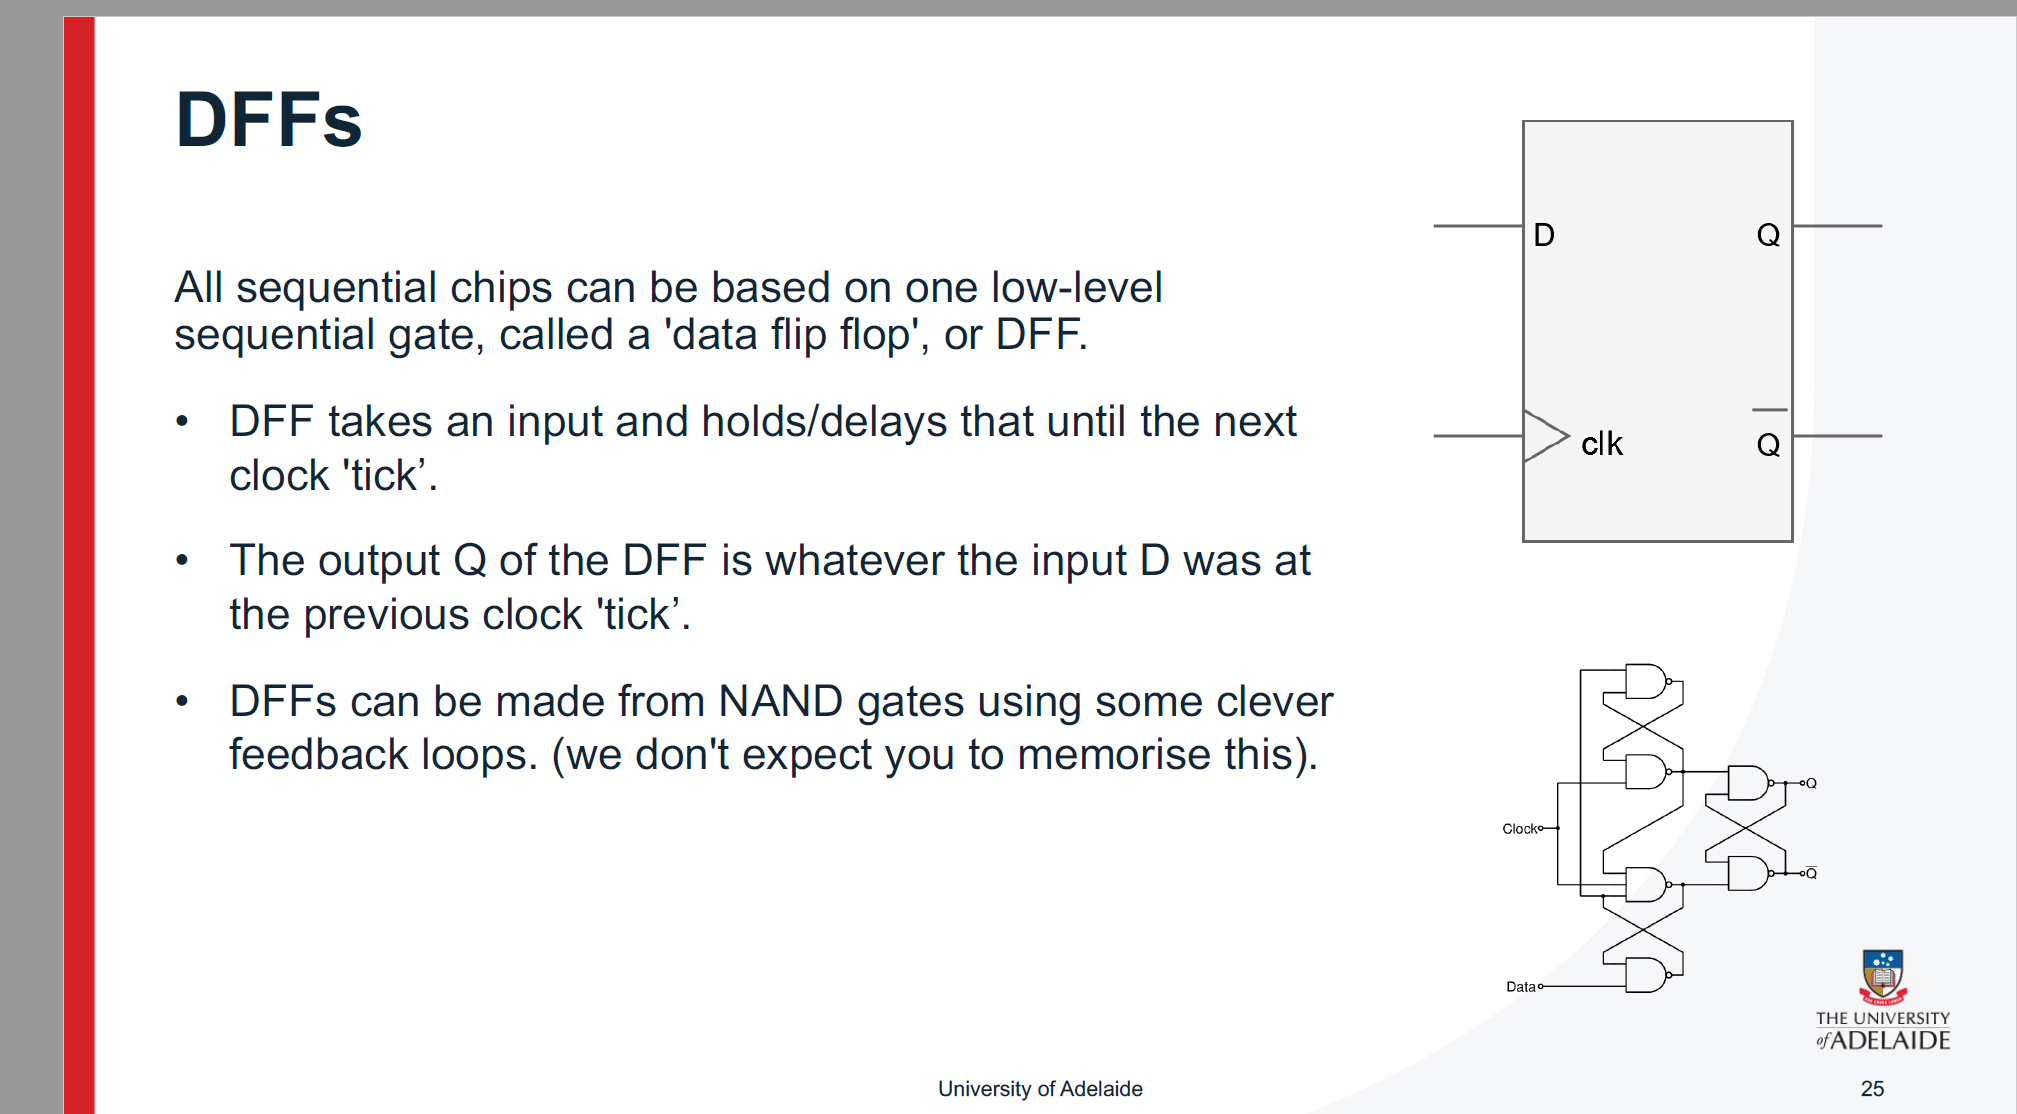 DFFs
All sequential chips can be based on one low-level
sequential gate, called a 'data flip flop', or DFF.
• DFF takes an input and holds/delays that until the next
clock 'tick’.
• The output Q of the DFF is whatever the input D was at
the previous clock 'tick’.
• DFFs can be made from NAND gates using some clever
feedback loops. (we don't expect you to memorise this).
D
Q
clk
Q
Clock
Data
Q
Q
THE UNIVERSITY
of ADELAIDE
University of Adelaide
25